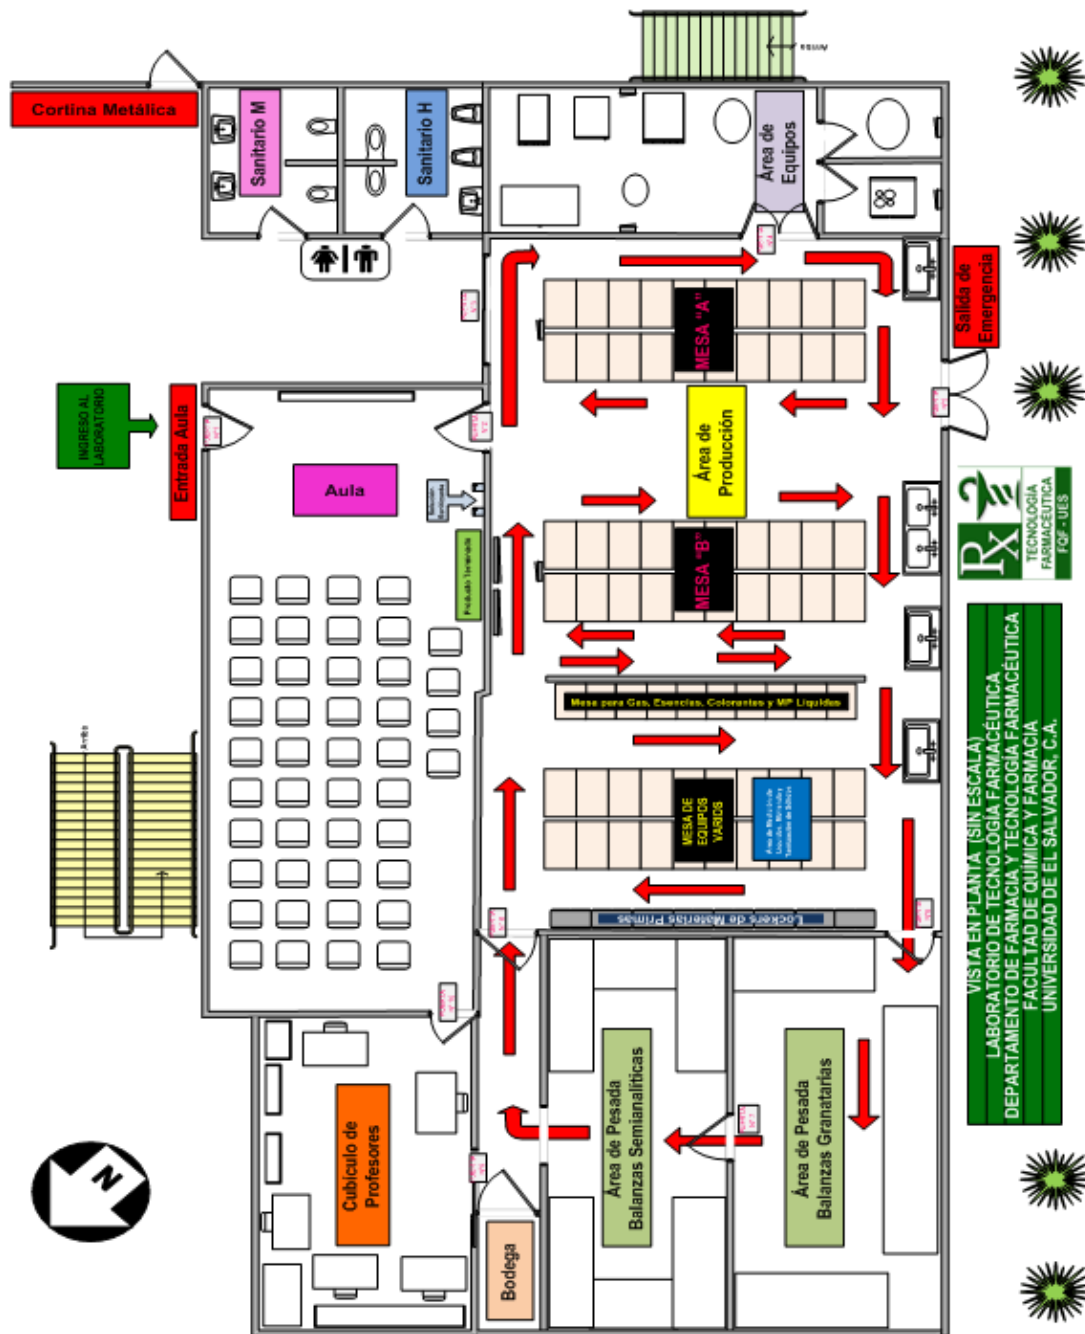 Arriba
Cortina Metálica
Sanitario M
Sanitario H
Área de
Equipos
Salida de
Emergencia
INGRESO AL
LABORATORIO
Entrada Aula
Aula
MESA "A"
Área de
Producción
MESA "B"
Producto Terminado
Rx
TECNOLOGÍA
FARMACÉUTICA
FQF - UES
Mesa para Gas, Esencias, Colorantes y MP Líquidas
MESA DE
EQUIPOS
VARIOS
Lockers de Materias Primas
Arriba
Cubículo de
Profesores
Bodega
Área de Pesada
Balanzas Semianalíticas
Área de Pesada
Balanzas Granatarias
N
VISTA EN PLANTA (SIN ESCALA)
LABORATORIO DE TECNOLOGÍA FARMACÉUTICA
DEPARTAMENTO DE FARMACIA Y TECNOLOGÍA FARMACÉUTICA
FACULTAD DE QUÍMICA Y FARMACIA
UNIVERSIDAD DE EL SALVADOR, C.A.